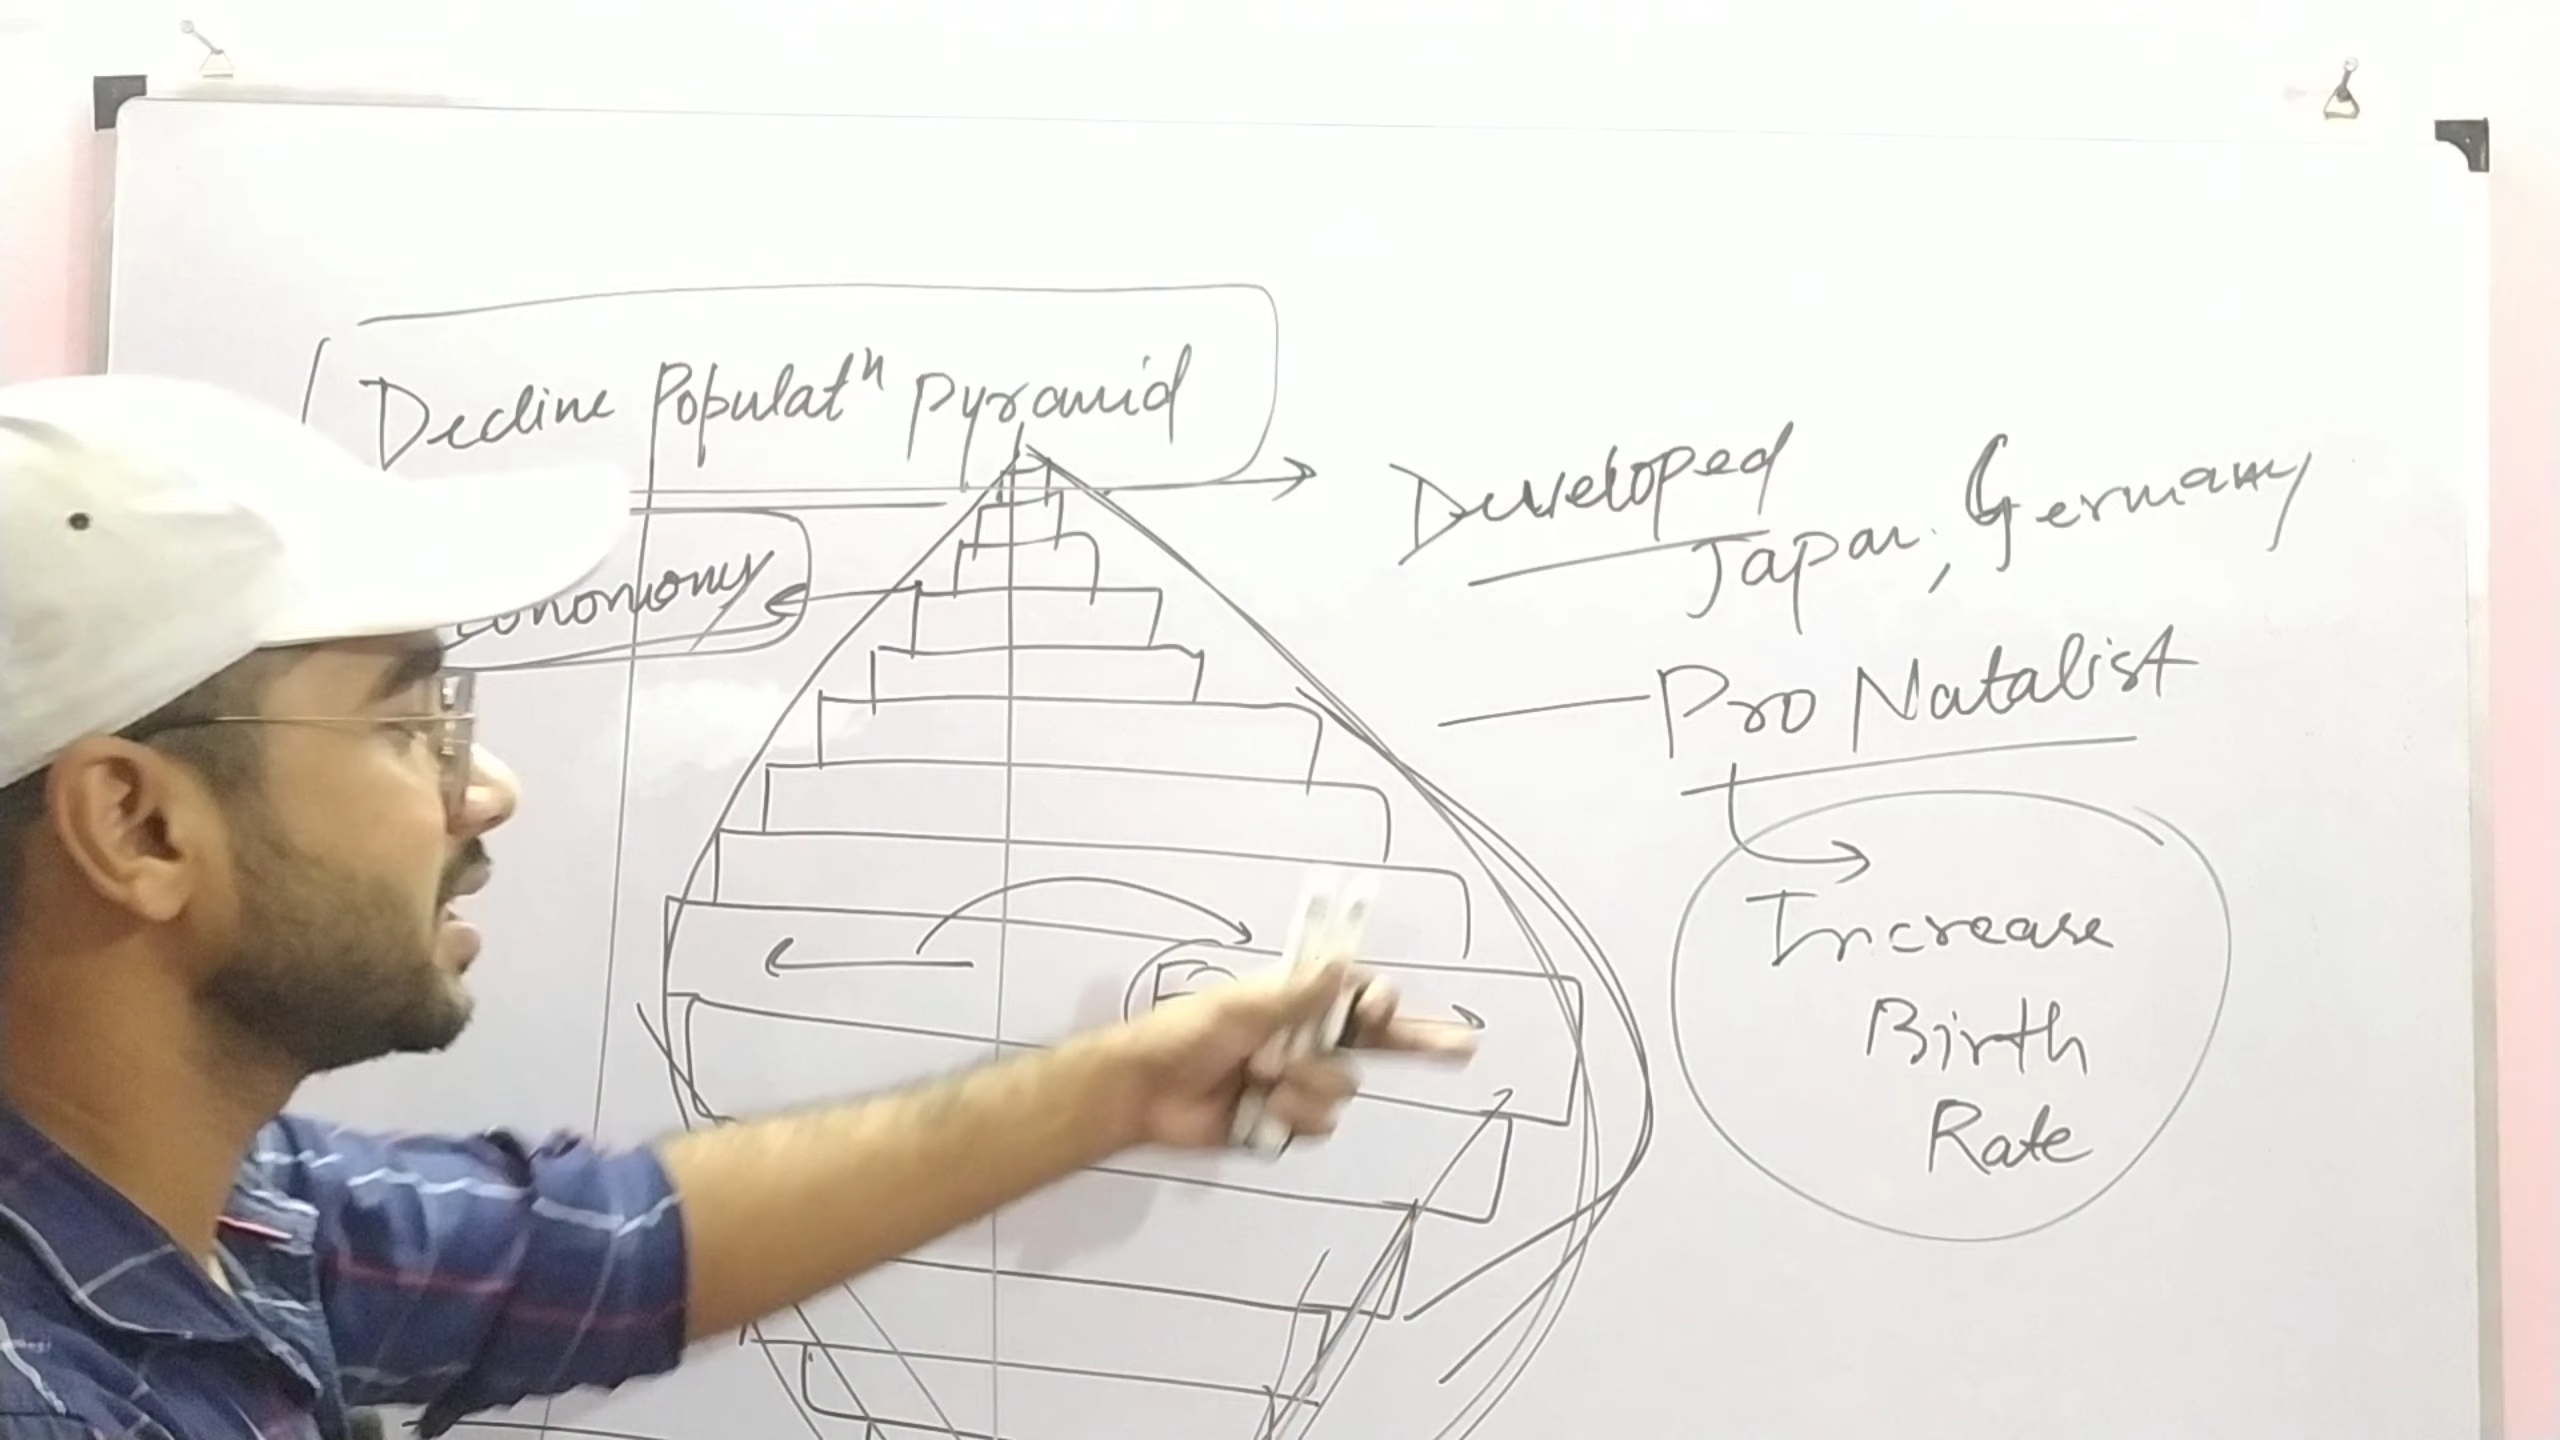 Decline Populatⁿ Pyramid
Developed
Japan, Germany
Pro Natalist
Increase
Birth
Rate